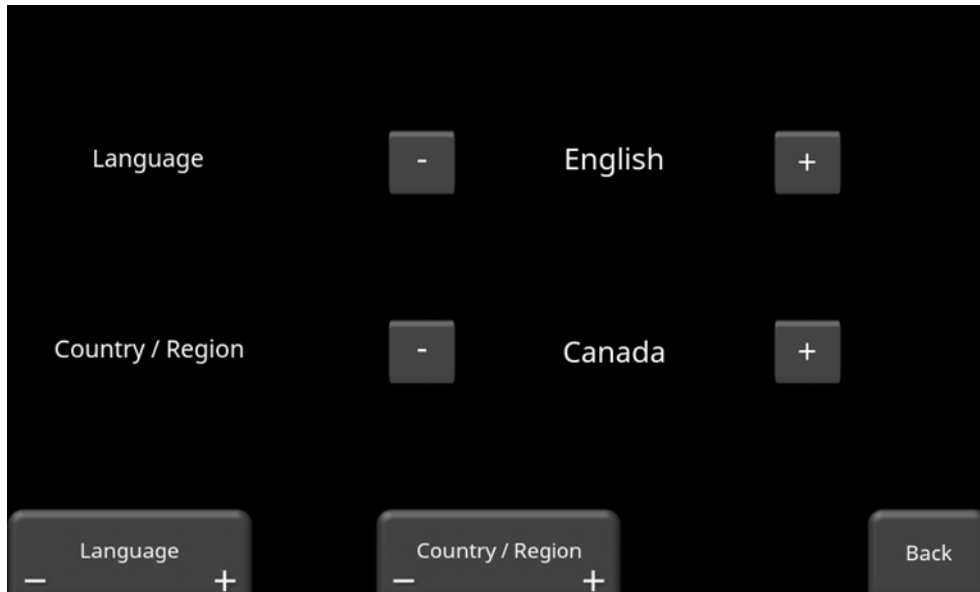 Language - English +
Country / Region - Canada +
Language Country / Region Back
− + − +